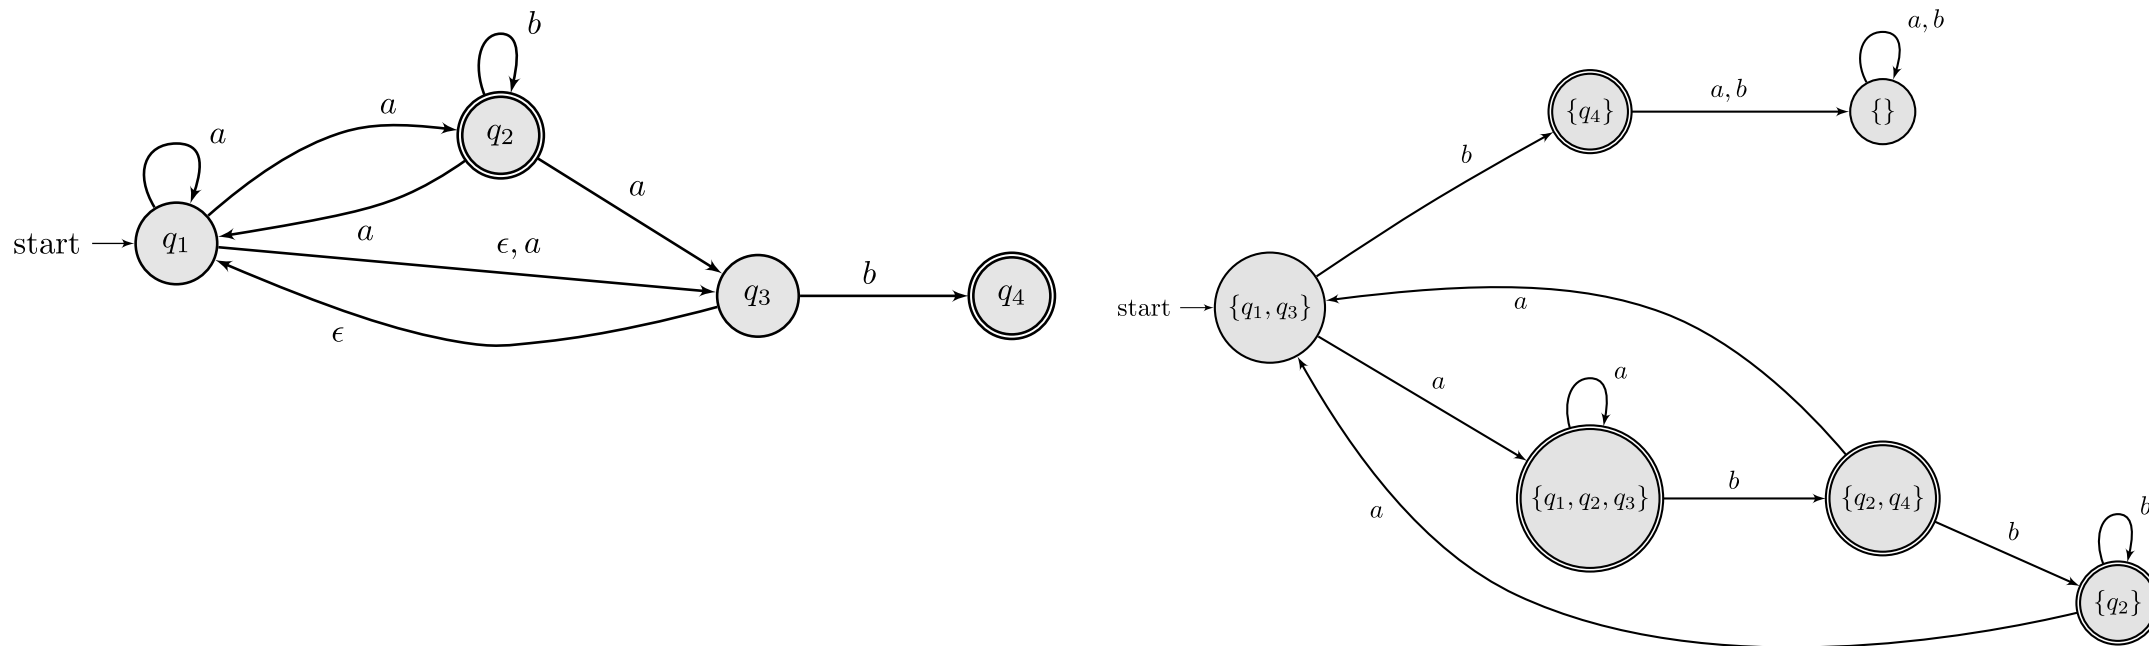 b
a
q₂
a
a
start
q₁
a
ϵ, a
q₃
b
q₄
ϵ
a, b
{q₄}
a, b
{}
b
start
{q₁, q₃}
a
a
a
{q₁, q₂, q₃}
b
{q₂, q₄}
a
b
b
{q₂}